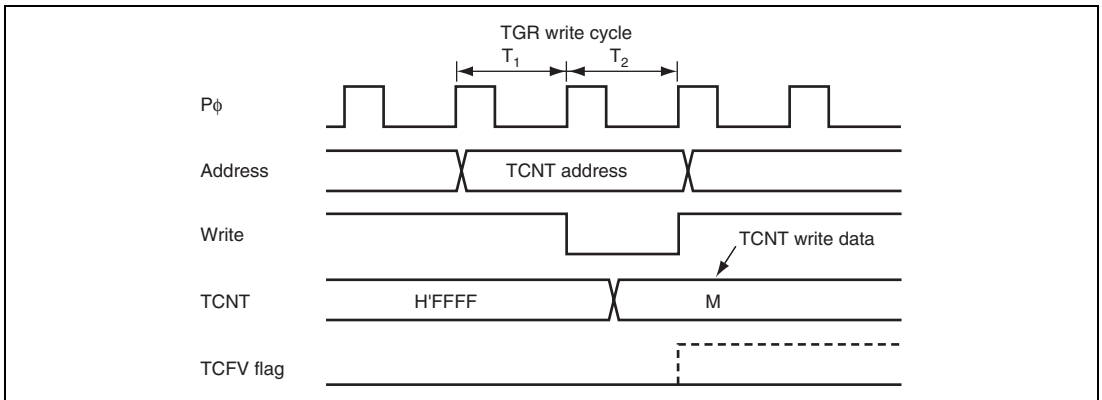 TGR write cycle
T1 T2
Pϕ
Address TCNT address
Write
TCNT write data
TCNT H'FFFF M
TCFV flag